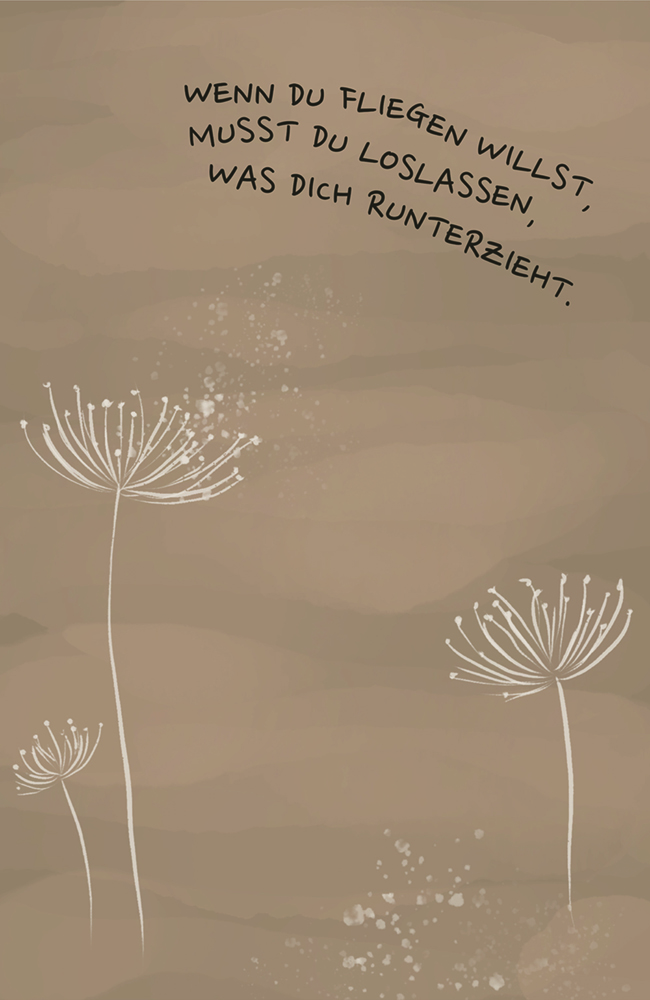 WENN DU FLIEGEN WILLST,
MUSST DU LOSLASSEN,
WAS DICH RUNTERZIEHT.